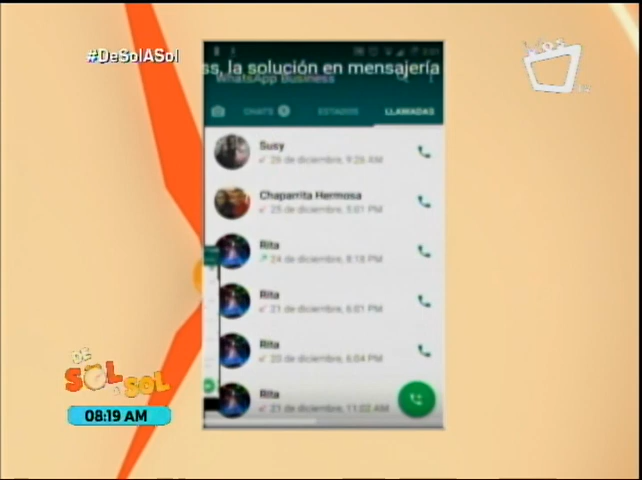 #DeSolASol
VOS
TV
ss, la solución en mensajería
WhatsApp Business
CHATS
ESTADOS
LLAMADAS
Susy
26 de diciembre, 9:26 AM
Chaparrita Hermosa
25 de diciembre, 5:01 PM
Rita
24 de diciembre, 8:18 PM
Rita
21 de diciembre, 6:01 PM
Rita
20 de diciembre, 6:04 PM
Rita
21 de diciembre, 11:02 AM
DE
SOL
a SOL
08:19 AM